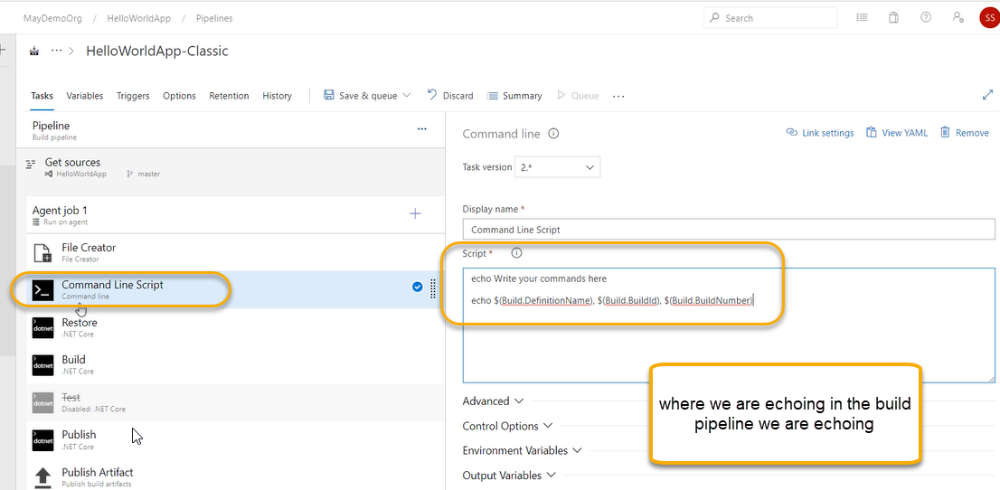 MayDemoOrg / HelloWorldApp / Pipelines
Search
SS
··· > HelloWorldApp-Classic
Tasks Variables Triggers Options Retention History Save & queue Discard Summary Queue ···
Pipeline
Build pipeline
···
Get sources
HelloWorldApp master
Agent job 1
Run on agent
File Creator
File Creator
Command Line Script
Command line
Restore
.NET Core
dotnet
Build
.NET Core
dotnet
Test
Disabled: .NET Core
dotnet
Publish
.NET Core
dotnet
Publish Artifact
Publish build artifacts
Command line
Link settings View YAML Remove
Task version 2.*
Display name *
Command Line Script
Script *
echo Write your commands here
echo $(Build.DefinitionName), $(Build.BuildId), $(Build.BuildNumber)
Advanced
Control Options
Environment Variables
Output Variables
where we are echoing in the build
pipeline we are echoing